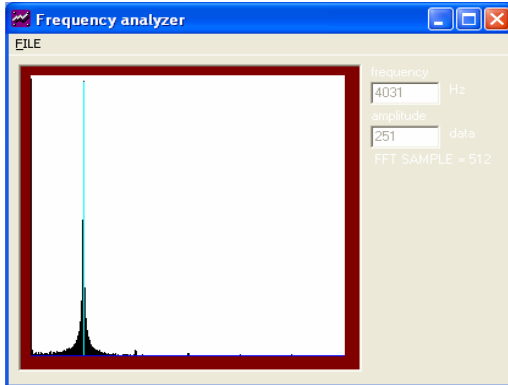 Frequency analyzer
FILE
frequency
4031 Hz
amplitude
251 data
FFT SAMPLE = 512